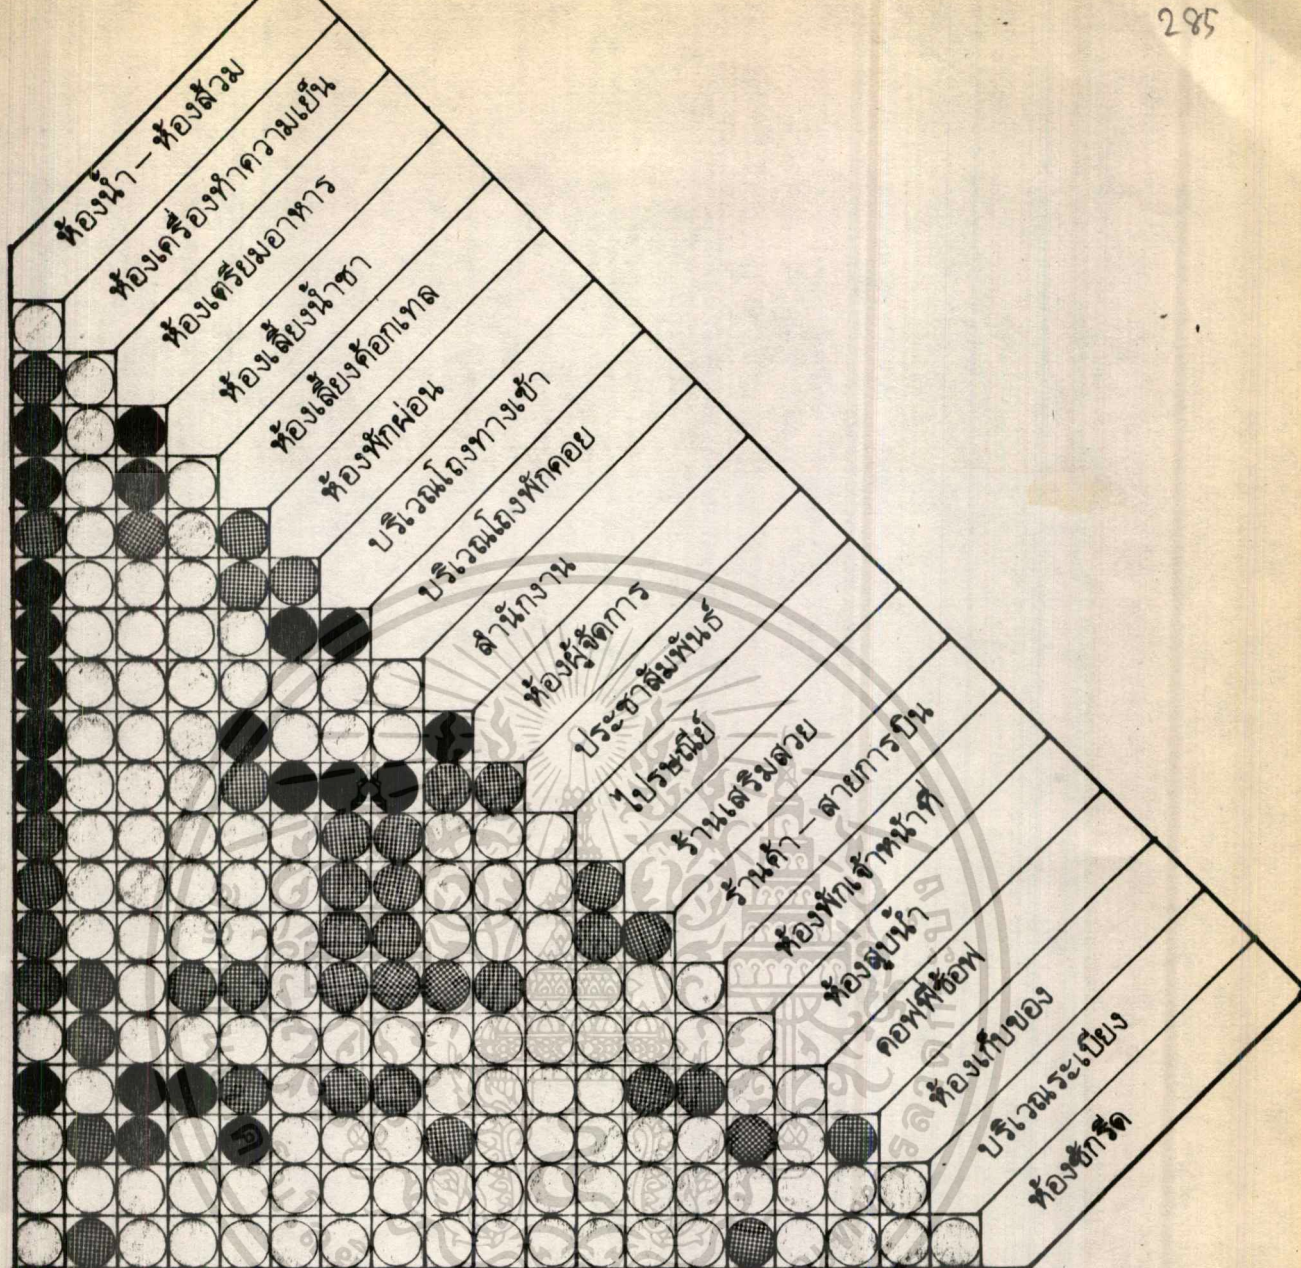 285
ห้องน้ำ – ห้องส้วม
ห้องเครื่องทำความเย็น
ห้องเตรียมอาหาร
ห้องเลี้ยงน้ำชา
ห้องเลี้ยงค๊อกเทล
ห้องพักผ่อน
บริเวณโถงทางเข้า
บริเวณโถงพักคอย
สำนักงาน
ห้องผู้จัดการ
ประชาสัมพันธ์
ไปรษณีย์
ร้านเสริมสวย
ร้านค้า – สายการบิน
ห้องพักเจ้าหน้าที่
ห้องสูบน้ำ
คอฟฟี่ช็อพ
ห้องเก็บของ
บริเวณระเบียง
ห้องซักรีด